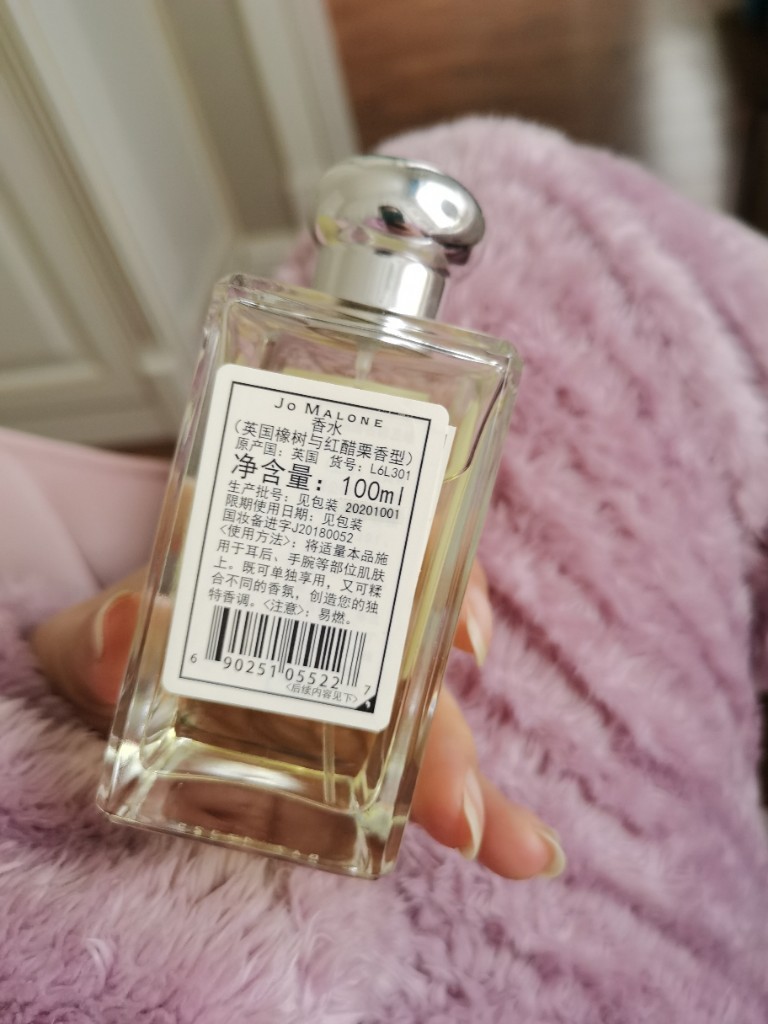 JO MALONE
香水
(英国橡树与红醋栗香型)
原产国：英国 货号：L6L301
净含量：100ml
生产批号：见包装 20201001
限期使用日期：见包装
国妆备进字J20180052
<使用方法>：将适量本品施
用于耳后、手腕等部位肌肤
上。既可单独享用，又可糅
合不同的香氛，创造您的独
特香调。<注意>：易燃。
6 90251 05522 7
<后续内容见下>